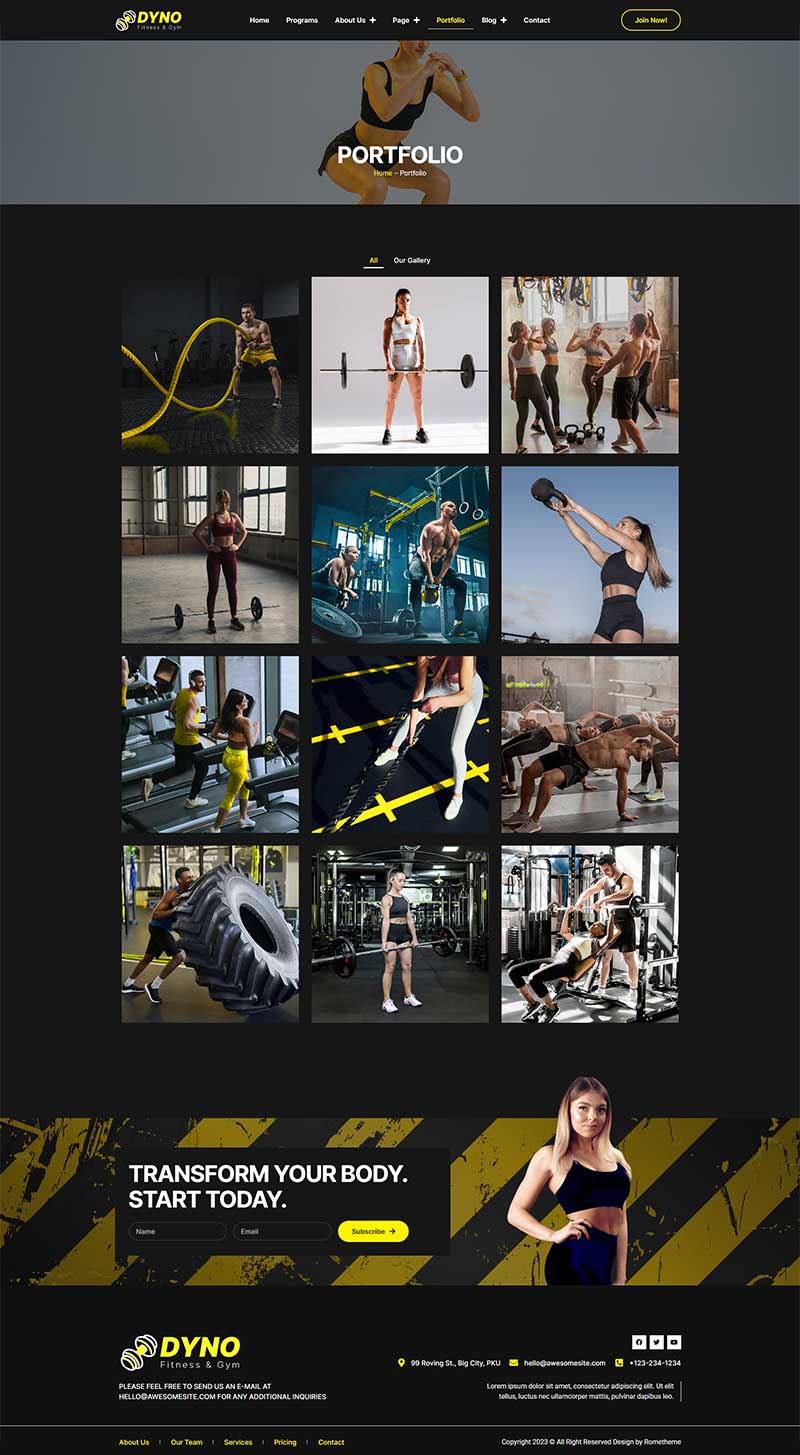 DYNO
Fitness & Gym
Home Programs About Us + Page + Portfolio Blog + Contact
Join Now!
PORTFOLIO
Home – Portfolio
All Our Gallery
TRANSFORM YOUR BODY.
START TODAY.
Name Email Subscribe →
DYNO
Fitness & Gym
99 Roving St., Big City, PKU hello@awesomesite.com +123-234-1234
PLEASE FEEL FREE TO SEND US AN E-MAIL AT
HELLO@AWESOMESITE.COM FOR ANY ADDITIONAL INQUIRIES
Lorem ipsum dolor sit amet, consectetur adipiscing elit. Ut elit
tellus, luctus nec ullamcorper mattis, pulvinar dapibus leo.
About Us | Our Team | Services | Pricing | Contact
Copyright 2023 © All Right Reserved Design by Rometheme